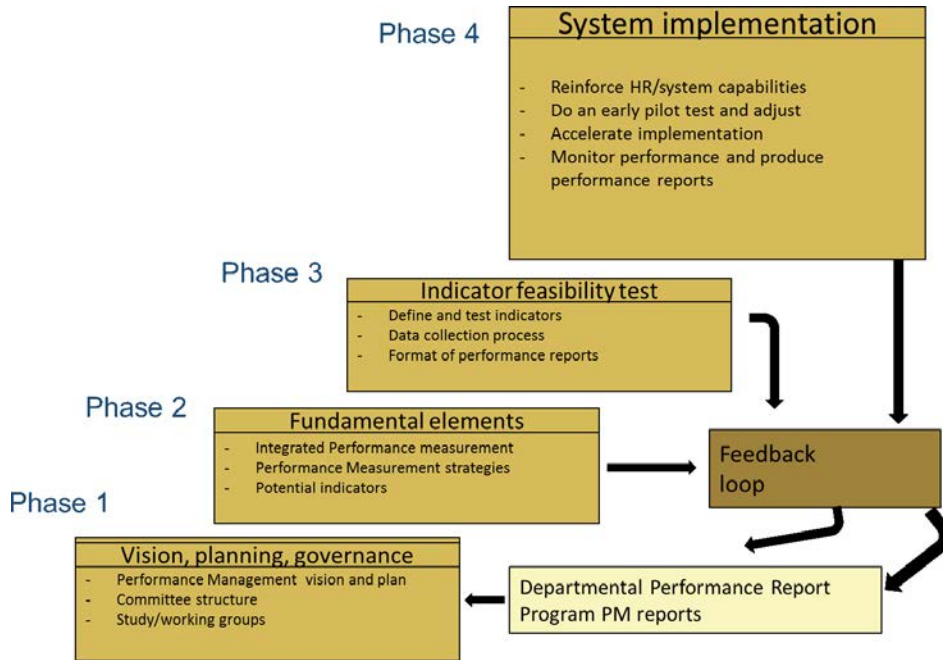 Phase 4
System implementation
- Reinforce HR/system capabilities
- Do an early pilot test and adjust
- Accelerate implementation
- Monitor performance and produce
performance reports
Phase 3
Indicator feasibility test
- Define and test indicators
- Data collection process
- Format of performance reports
Phase 2
Fundamental elements
- Integrated Performance measurement
- Performance Measurement strategies
- Potential indicators
Feedback
loop
Phase 1
Vision, planning, governance
- Performance Management vision and plan
- Committee structure
- Study/working groups
Departmental Performance Report
Program PM reports